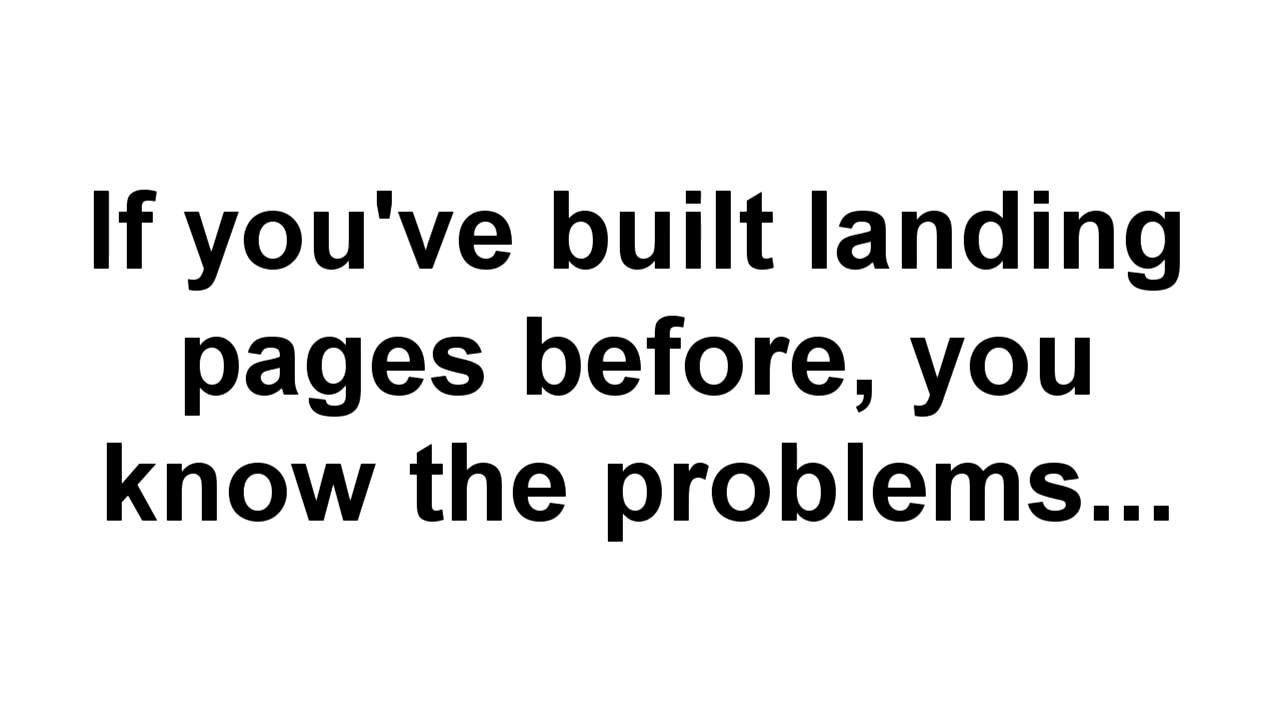 If you've built landing
pages before, you
know the problems...